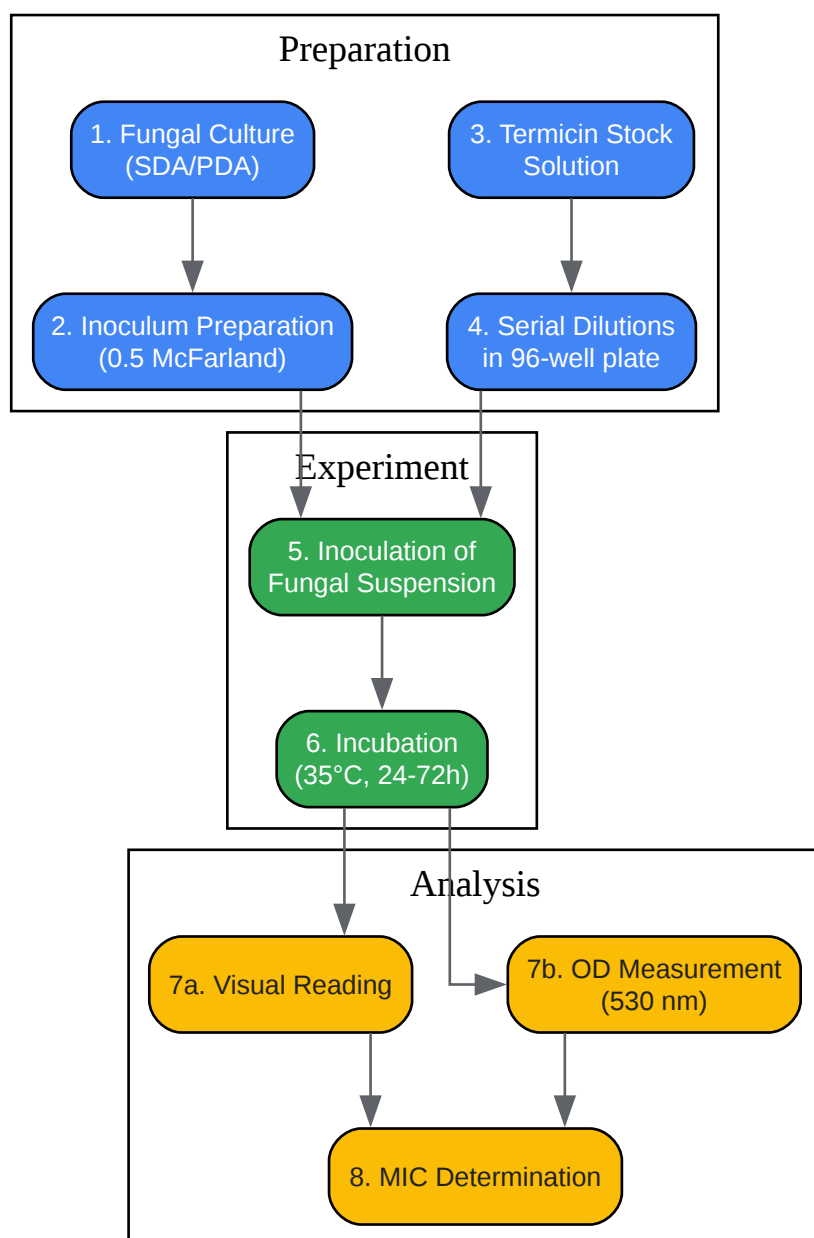 Preparation
1. Fungal Culture
(SDA/PDA)
3. Termicin Stock
Solution
2. Inoculum Preparation
(0.5 McFarland)
4. Serial Dilutions
in 96-well plate
Experiment
5. Inoculation of
Fungal Suspension
6. Incubation
(35°C, 24-72h)
Analysis
7a. Visual Reading
7b. OD Measurement
(530 nm)
8. MIC Determination